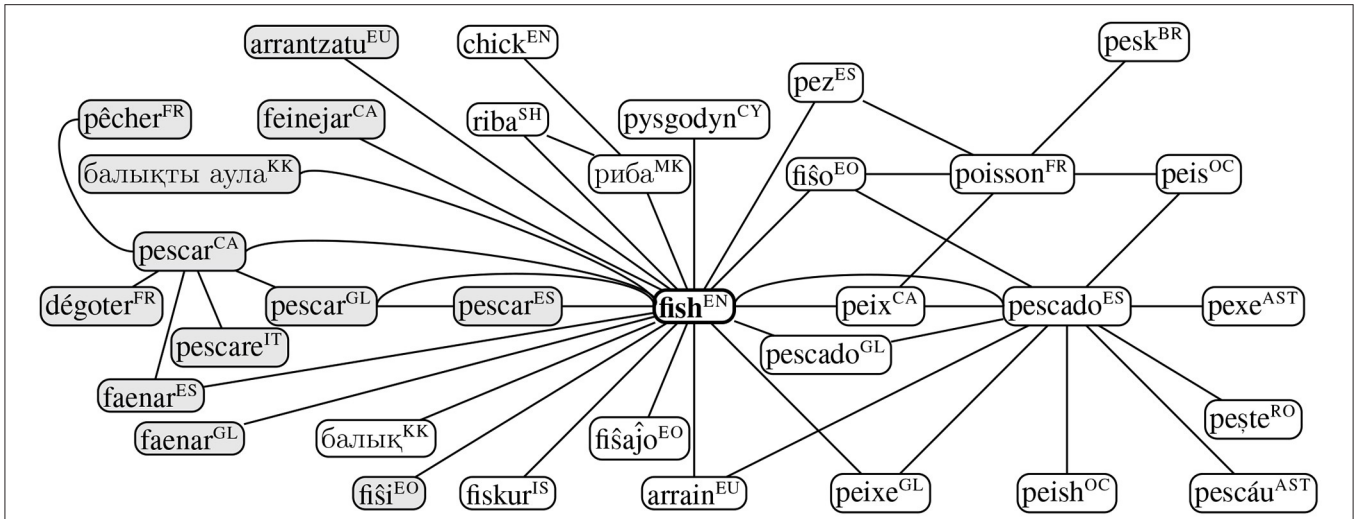 arrantzatu^EU
chick^EN
pesk^BR
pez^ES
pêcher^FR
feinejar^CA
riba^SH
pysgodyn^CY
балықты аула^KK
риба^MK
fiŝo^EO
poisson^FR
peis^OC
pescar^CA
dégoter^FR
pescar^GL
pescar^ES
fish^EN
peix^CA
pescado^ES
pexe^AST
pescare^IT
pescado^GL
faenar^ES
faenar^GL
балық^KK
fiŝaĵo^EO
pește^RO
fiŝi^EO
fiskur^IS
arrain^EU
peixe^GL
peish^OC
pescáu^AST